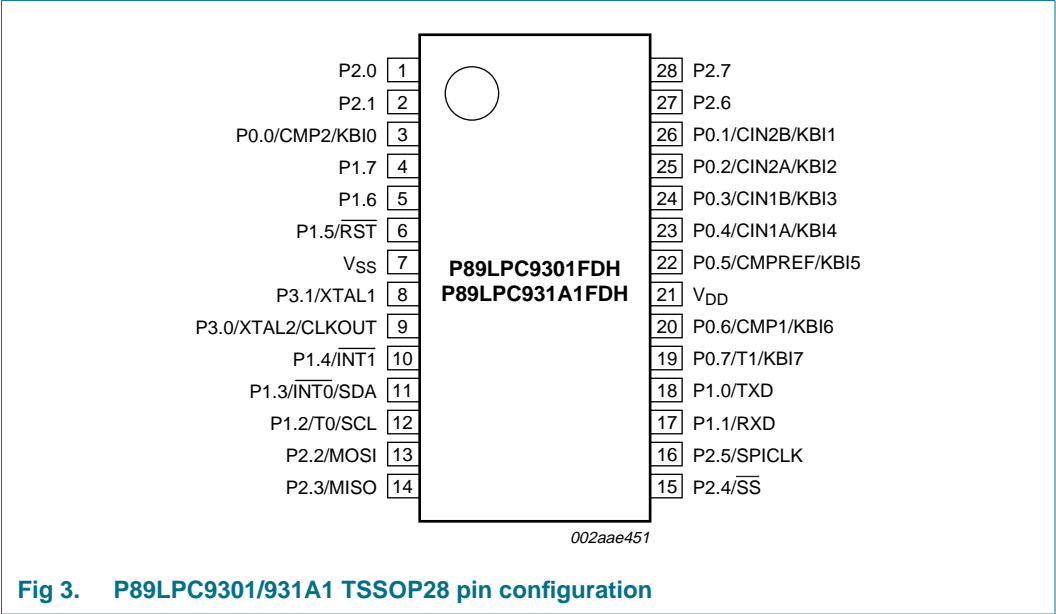 P2.0 1 28 P2.7
P2.1 2 27 P2.6
P0.0/CMP2/KBI0 3 26 P0.1/CIN2B/KBI1
P1.7 4 25 P0.2/CIN2A/KBI2
P1.6 5 24 P0.3/CIN1B/KBI3
P1.5/R̅S̅T̅ 6 23 P0.4/CIN1A/KBI4
VSS 7 P89LPC9301FDH 22 P0.5/CMPREF/KBI5
P3.1/XTAL1 8 P89LPC931A1FDH 21 VDD
P3.0/XTAL2/CLKOUT 9 20 P0.6/CMP1/KBI6
P1.4/I̅N̅T̅1̅ 10 19 P0.7/T1/KBI7
P1.3/I̅N̅T̅0̅/SDA 11 18 P1.0/TXD
P1.2/T0/SCL 12 17 P1.1/RXD
P2.2/MOSI 13 16 P2.5/SPICLK
P2.3/MISO 14 15 P2.4/S̅S̅
002aae451
Fig 3. P89LPC9301/931A1 TSSOP28 pin configuration